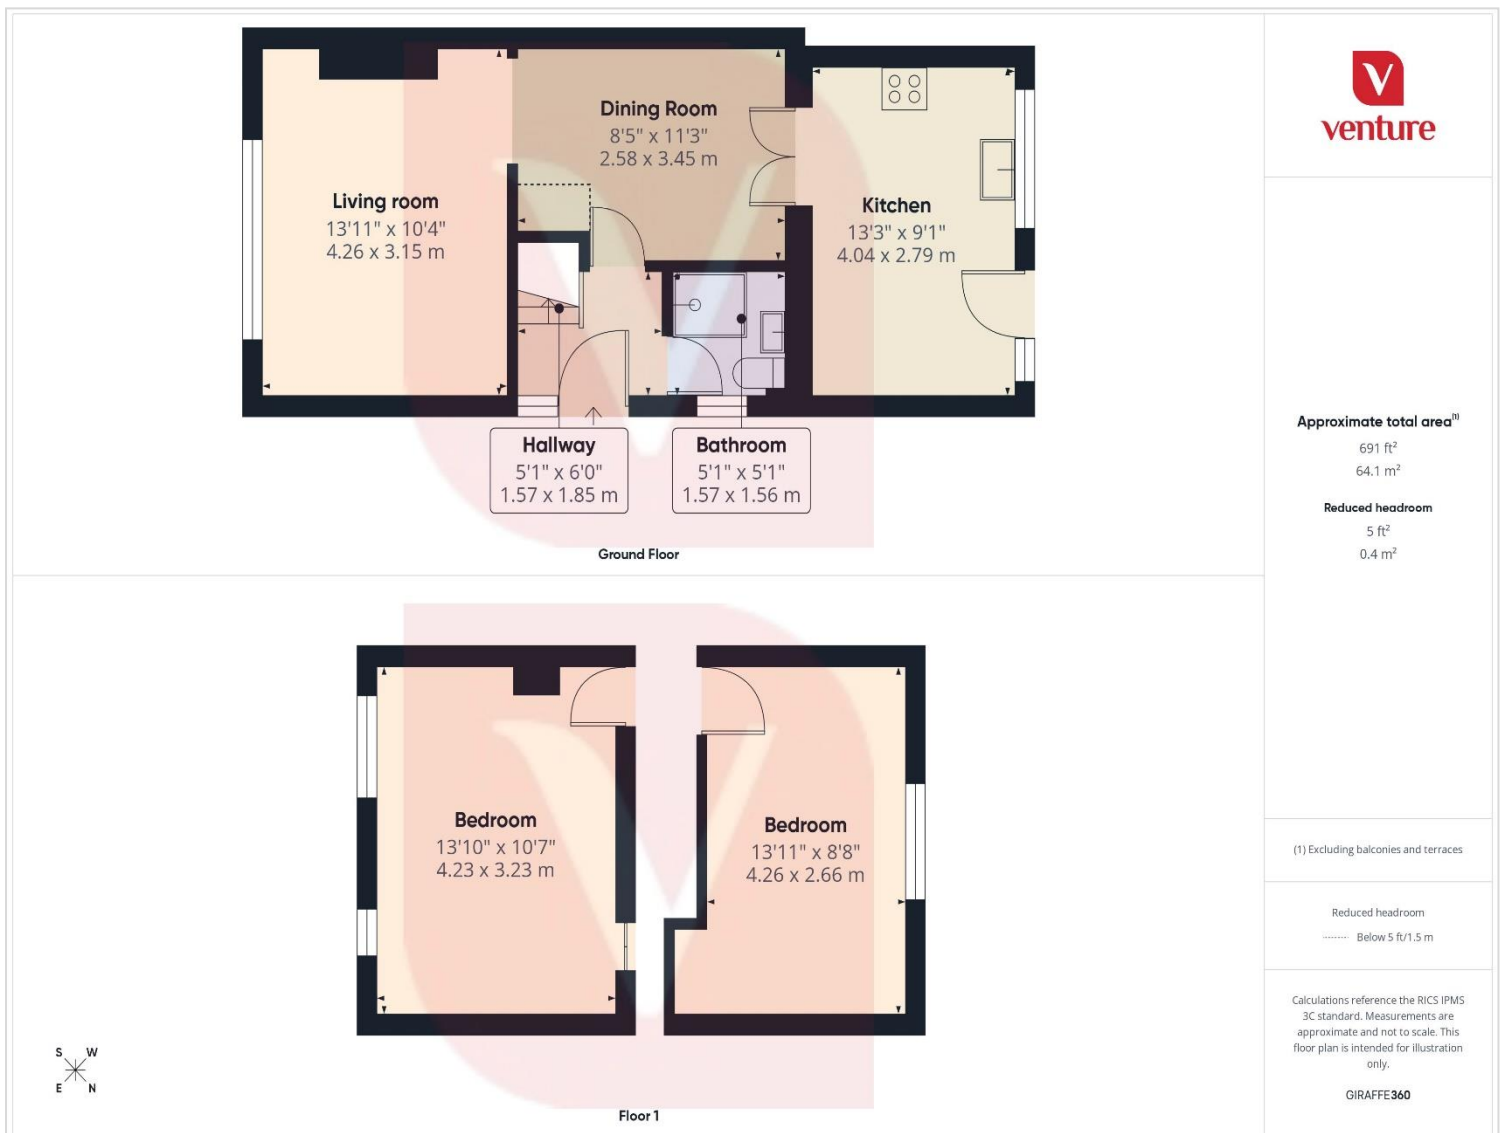 Living room
13'11" x 10'4"
4.26 x 3.15 m
Dining Room
8'5" x 11'3"
2.58 x 3.45 m
Kitchen
13'3" x 9'1"
4.04 x 2.79 m
Hallway
5'1" x 6'0"
1.57 x 1.85 m
Bathroom
5'1" x 5'1"
1.57 x 1.56 m
Ground Floor
Bedroom
13'10" x 10'7"
4.23 x 3.23 m
Bedroom
13'11" x 8'8"
4.26 x 2.66 m
S W
E N
Floor 1
venture
Approximate total area(1)
691 ft²
64.1 m²
Reduced headroom
5 ft²
0.4 m²
(1) Excluding balconies and terraces
Reduced headroom
Below 5 ft/1.5 m
Calculations reference the RICS IPMS
3C standard. Measurements are
approximate and not to scale. This
floor plan is intended for illustration
only.
GIRAFFE360